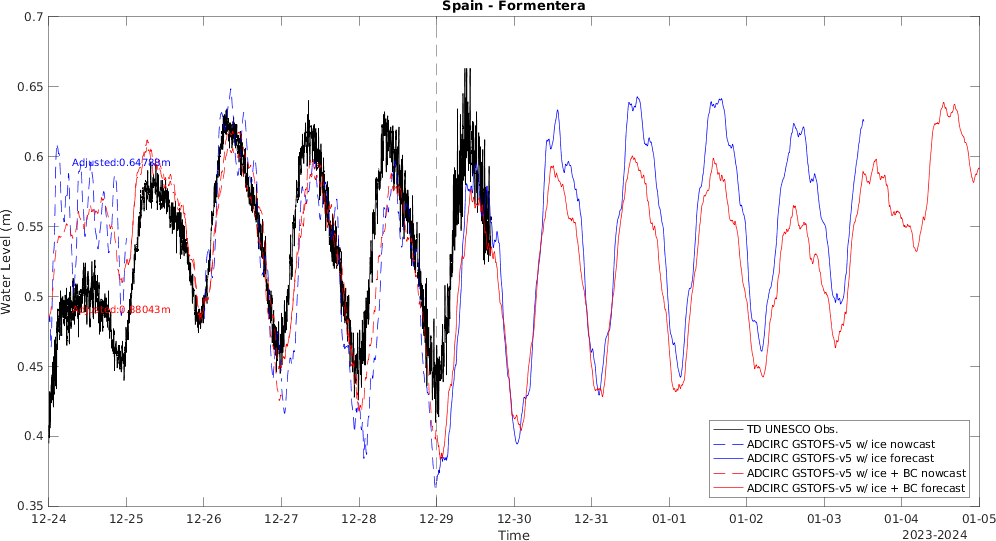 Spain - Formentera
0.7
0.65
0.6
0.55
0.5
0.45
0.4
0.35
Water Level (m)
Adjusted:0.64788m
Adjusted:0.88043m
TD UNESCO Obs.
ADCIRC GSTOFS-v5 w/ ice nowcast
ADCIRC GSTOFS-v5 w/ ice forecast
ADCIRC GSTOFS-v5 w/ ice + BC nowcast
ADCIRC GSTOFS-v5 w/ ice + BC forecast
12-24 12-25 12-26 12-27 12-28 12-29 12-30 12-31 01-01 01-02 01-03 01-04 01-05
Time
2023-2024